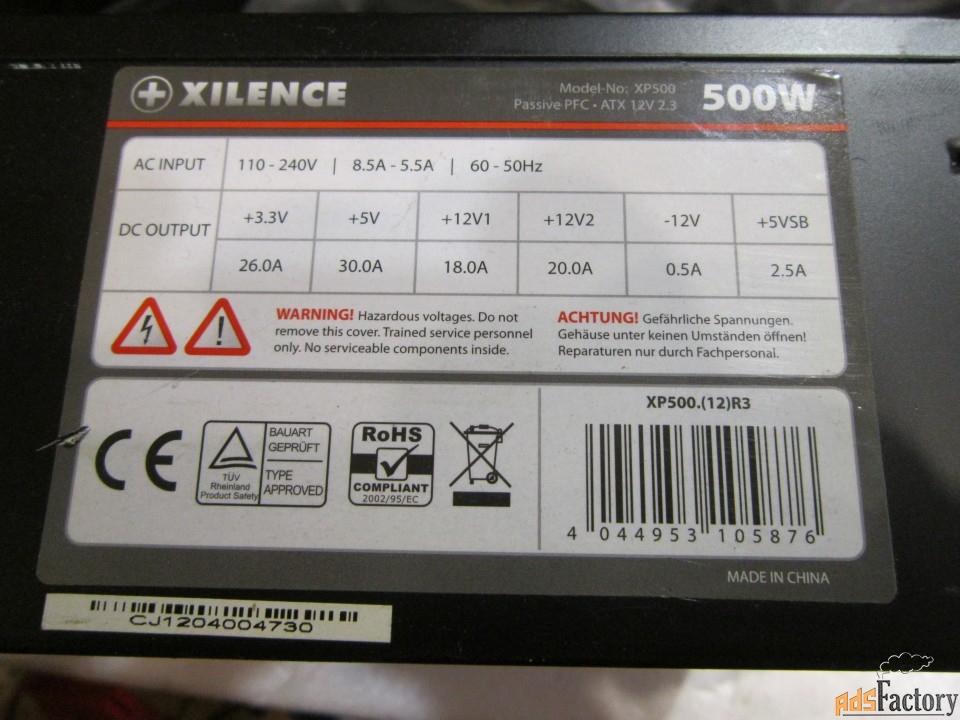 XILENCE
Model-No: XP500
Passive PFC • ATX 12V 2.3
500W
AC INPUT 110 - 240V | 8.5A - 5.5A | 60 - 50Hz
DC OUTPUT
+3.3V +5V +12V1 +12V2 -12V +5VSB
26.0A 30.0A 18.0A 20.0A 0.5A 2.5A
WARNING! Hazardous voltages. Do not
remove this cover. Trained service personnel
only. No serviceable components inside.
ACHTUNG! Gefährliche Spannungen.
Gehäuse unter keinen Umständen öffnen!
Reparaturen nur durch Fachpersonal.
CE
TÜV
Rheinland
Product Safety
BAUART
GEPRÜFT
TYPE
APPROVED
RoHS
COMPLIANT
2002/95/EC
XP500.(12)R3
4 044953 105876
MADE IN CHINA
CJ1204004730
AdsFactory